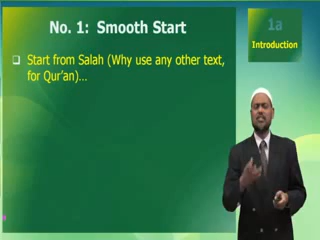 No. 1: Smooth Start
1a
Introduction
Start from Salah (Why use any other text,
for Qur'an)...